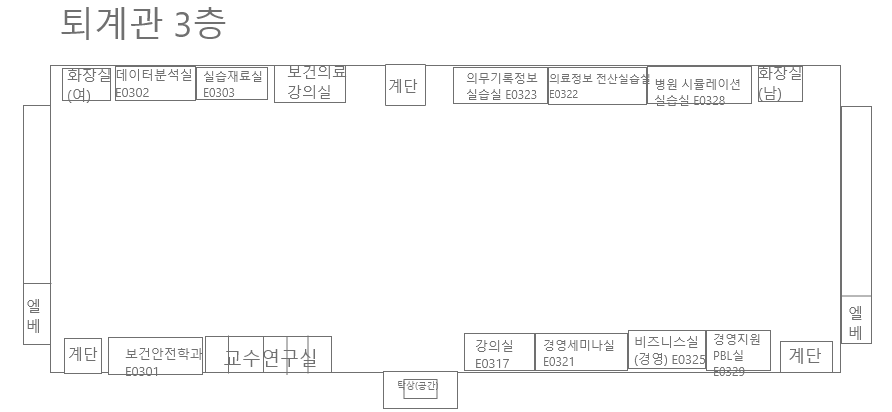 퇴계관 3층
화장실
(여)
데이터분석실
E0302
실습재료실
E0303
보건의료
강의실
계단
의무기록정보
실습실 E0323
의료정보 전산실습실
E0322
병원 시뮬레이션
실습실 E0328
화장실
(남)
엘
베
엘
베
계단
보건안전학과
E0301
교수연구실
탁상(공간)
강의실
E0317
경영세미나실
E0321
비즈니스실
(경영) E0325
경영지원
PBL실
E0329
계단